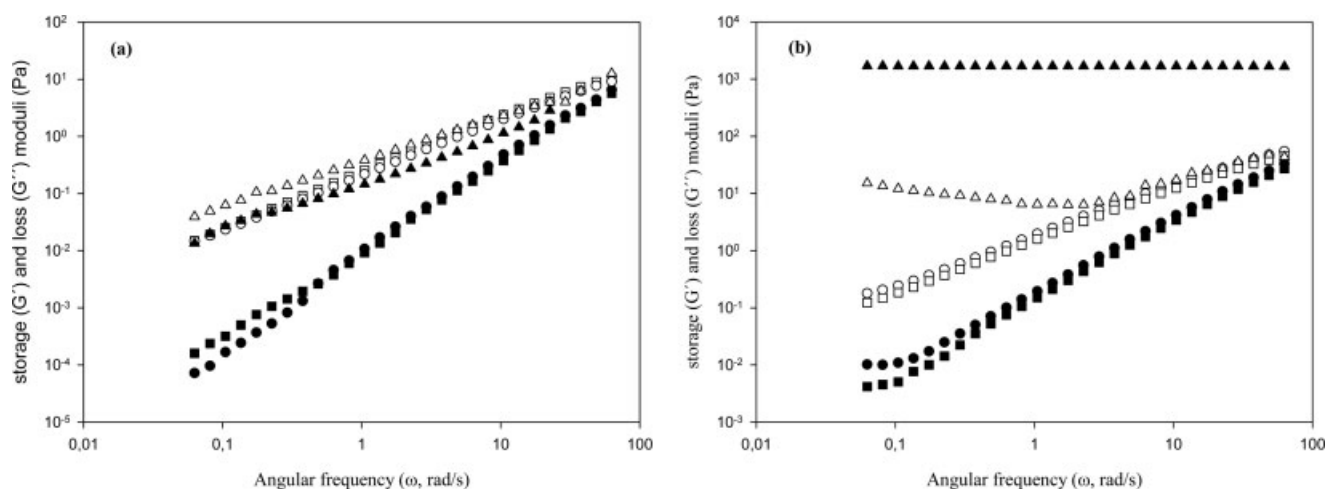 (a)
storage (G´) and loss (G´´) moduli (Pa)
10²
10¹
10⁰
10⁻¹
10⁻²
10⁻³
10⁻⁴
10⁻⁵
0,01 0,1 1 10 100
Angular frequency (ω, rad/s)
(b)
storage (G´) and loss (G´´) moduli (Pa)
10⁴
10³
10²
10¹
10⁰
10⁻¹
10⁻²
10⁻³
0,01 0,1 1 10 100
Angular frequency (ω, rad/s)